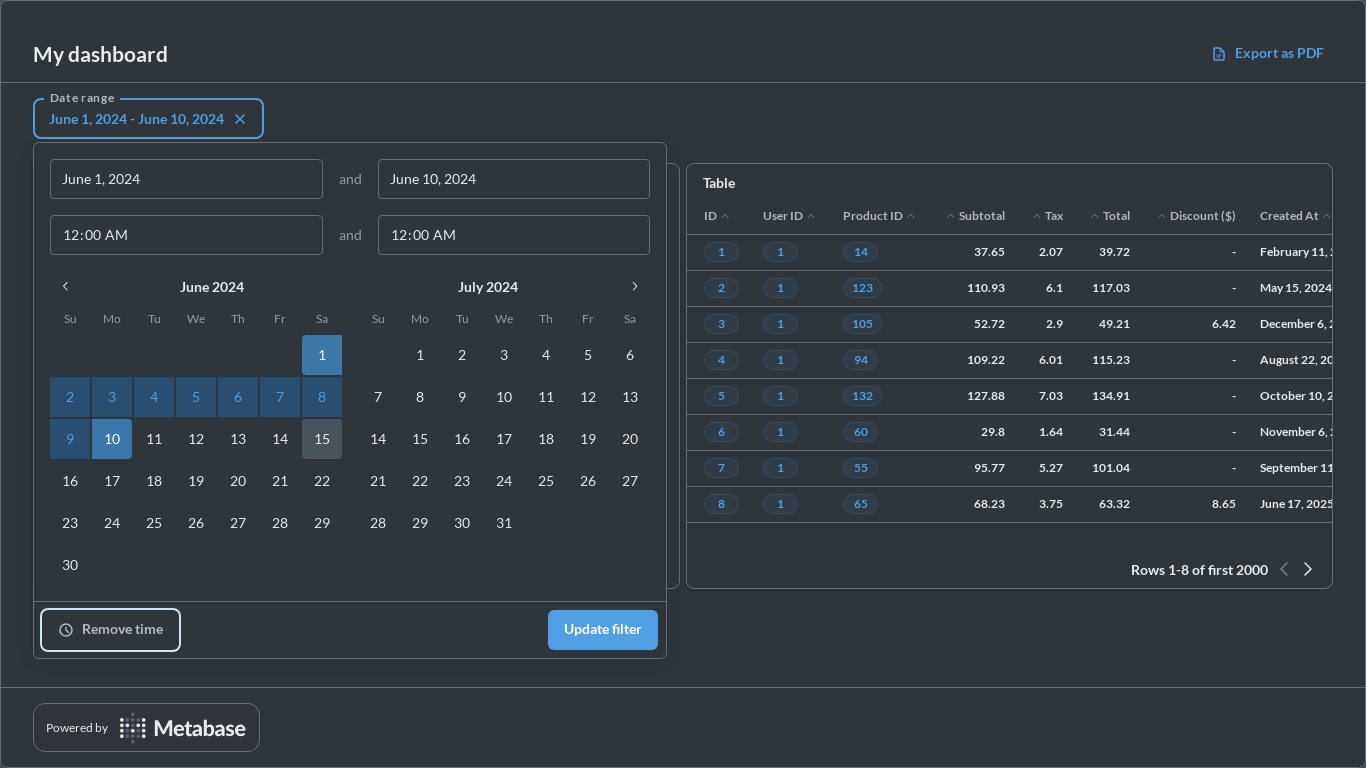 My dashboard
Export as PDF
Date range
June 1, 2024 - June 10, 2024
June 1, 2024 and June 10, 2024
12:00 AM and 12:00 AM
June 2024 July 2024
Su Mo Tu We Th Fr Sa Su Mo Tu We Th Fr Sa
1 1 2 3 4 5 6
2 3 4 5 6 7 8 7 8 9 10 11 12 13
9 10 11 12 13 14 15 14 15 16 17 18 19 20
16 17 18 19 20 21 22 21 22 23 24 25 26 27
23 24 25 26 27 28 29 28 29 30 31
30
Remove time Update filter
Table
ID User ID Product ID Subtotal Tax Total Discount ($) Created At
1 1 14 37.65 2.07 39.72 - February 11,
2 1 123 110.93 6.1 117.03 - May 15, 2024
3 1 105 52.72 2.9 49.21 6.42 December 6,
4 1 94 109.22 6.01 115.23 - August 22,
5 1 132 127.88 7.03 134.91 - October 10,
6 1 60 29.8 1.64 31.44 - November 6,
7 1 55 95.77 5.27 101.04 - September 11
8 1 65 68.23 3.75 63.32 8.65 June 17, 2025
Rows 1-8 of first 2000
Powered by Metabase